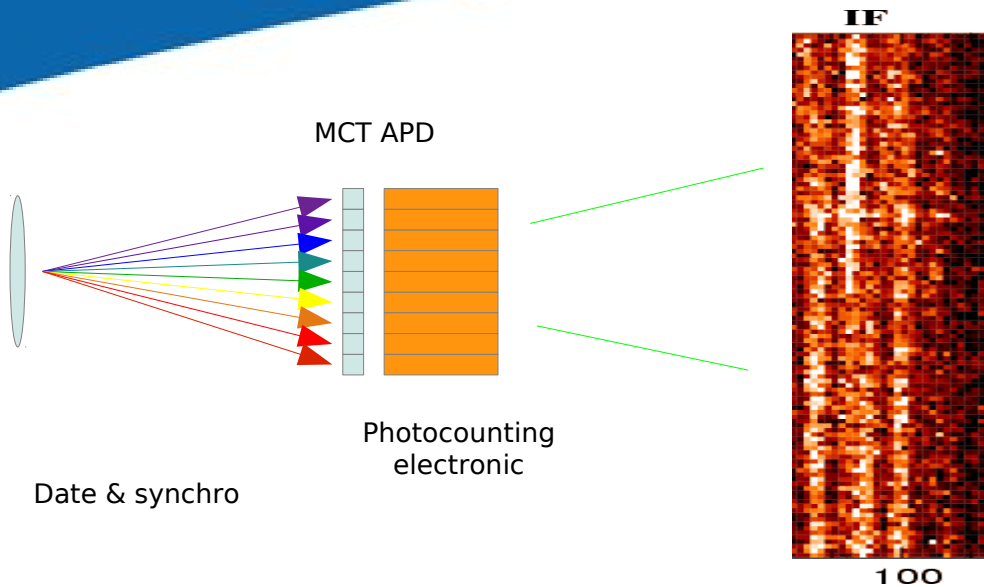 IF
MCT APD
Photocounting
electronic
Date & synchro
100